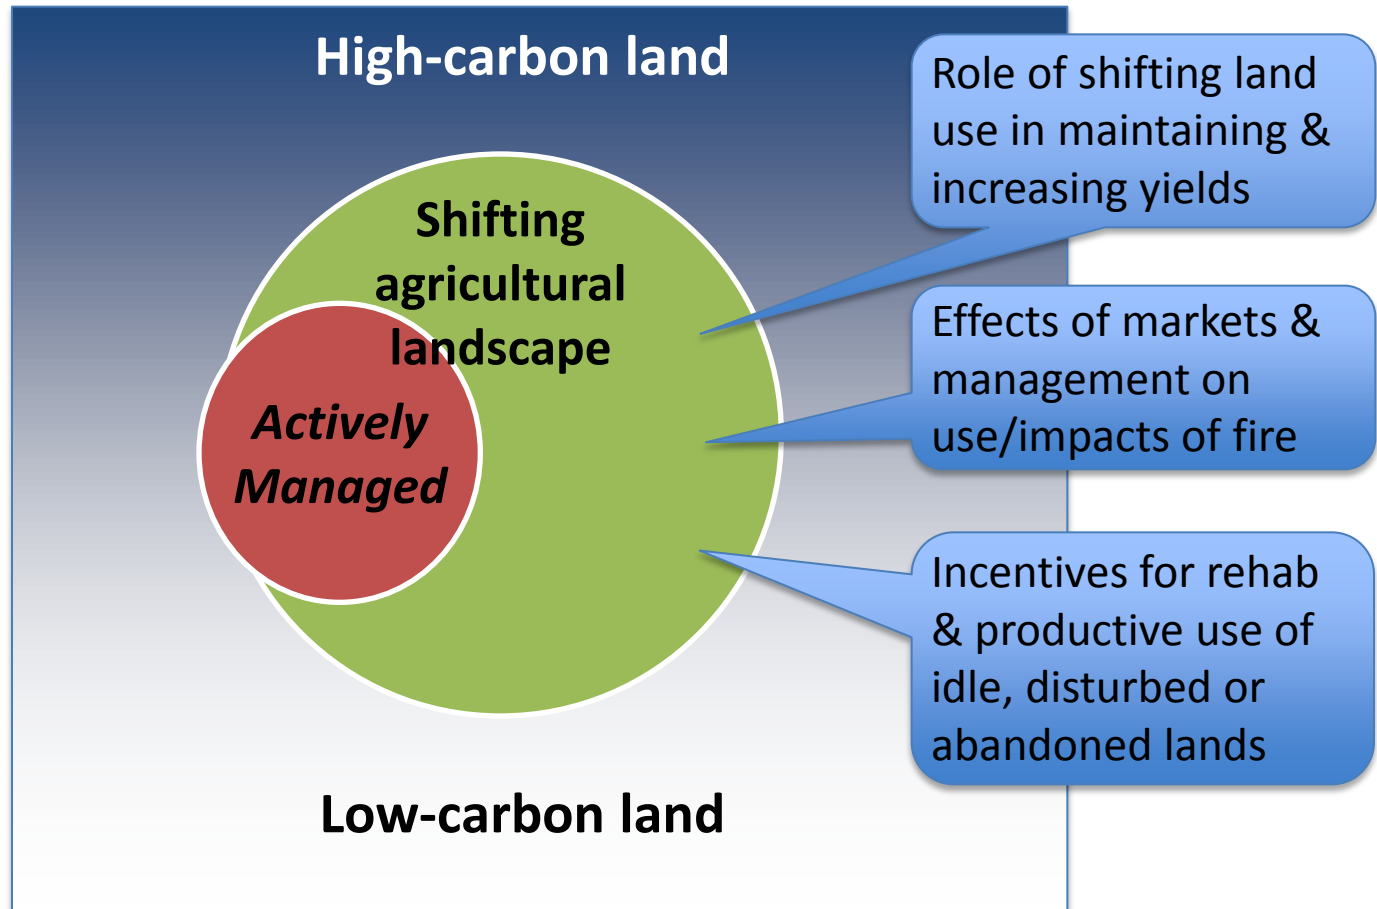 High-carbon land
Shifting
agricultural
landscape
Actively
Managed
Low-carbon land
Role of shifting land
use in maintaining &
increasing yields
Effects of markets &
management on
use/impacts of fire
Incentives for rehab
& productive use of
idle, disturbed or
abandoned lands